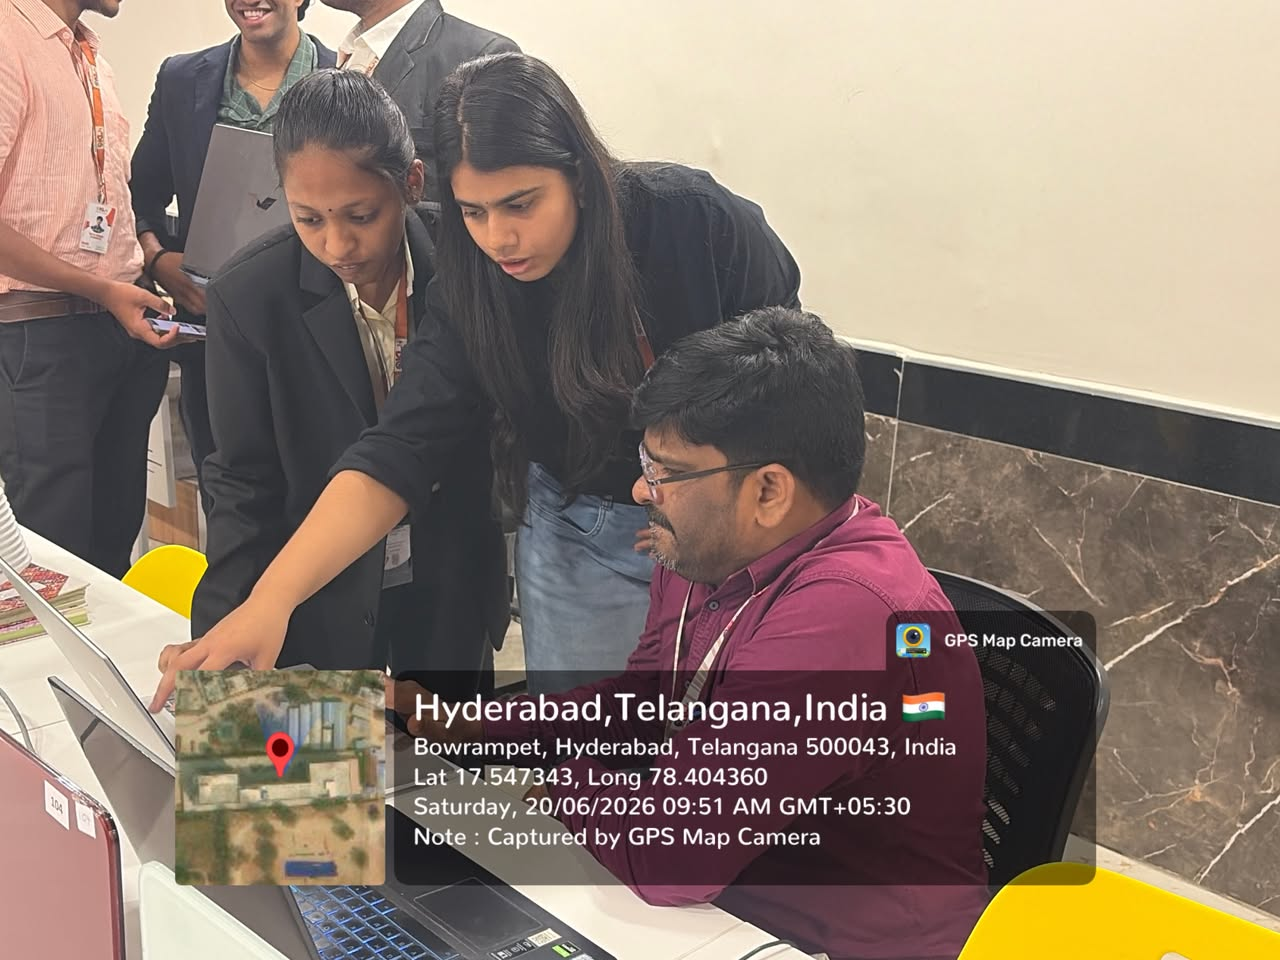 GPS Map Camera
Hyderabad,Telangana,India 🇮🇳
Bowrampet, Hyderabad, Telangana 500043, India
Lat 17.547343, Long 78.404360
Saturday, 20/06/2026 09:51 AM GMT+05:30
Note : Captured by GPS Map Camera
104